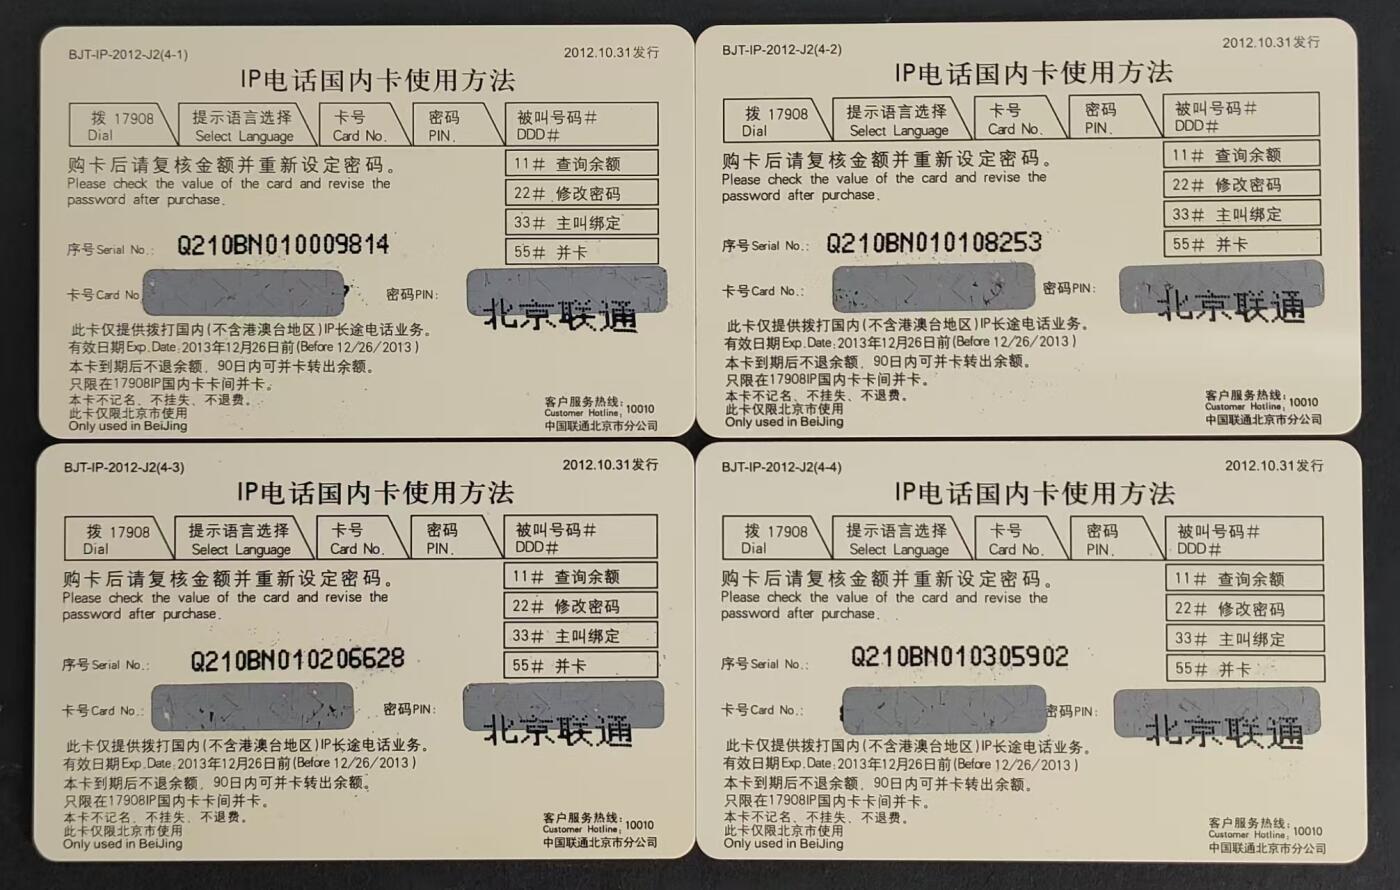 BJT-IP-2012-J2(4-1)
2012.10.31发行
IP电话国内卡使用方法
拨 17908 提示语言选择 卡号 密码 被叫号码#
Dial Select Language Card No. PIN. DDD#
购卡后请复核金额并重新设定密码。
Please check the value of the card and revise the
password after purchase.
11# 查询余额
22# 修改密码
33# 主叫绑定
55# 并卡
序号Serial No.: Q210BN010009814
卡号Card No. 密码PIN:
北京联通
此卡仅提供拨打国内(不含港澳台地区)IP长途电话业务。
有效日期Exp.Date:2013年12月26日前(Before 12/26/2013)
本卡到期后不退余额, 90日内可并卡转出余额。
只限在17908IP国内卡卡间并卡。
本卡不记名、不挂失、不退费。
此卡仅限北京市使用
Only used in BeiJing
客户服务热线:
Customer Hotline: 10010
中国联通北京市分公司
BJT-IP-2012-J2(4-2)
2012.10.31发行
IP电话国内卡使用方法
拨 17908 提示语言选择 卡号 密码 被叫号码#
Dial Select Language Card No. PIN. DDD#
购卡后请复核金额并重新设定密码。
Please check the value of the card and revise the
password after purchase.
11# 查询余额
22# 修改密码
33# 主叫绑定
55# 并卡
序号Serial No.: Q210BN010108253
卡号Card No.: 密码PIN:
北京联通
此卡仅提供拨打国内(不含港澳台地区)IP长途电话业务。
有效日期Exp.Date:2013年12月26日前(Before 12/26/2013)
本卡到期后不退余额, 90日内可并卡转出余额。
只限在17908IP国内卡卡间并卡。
本卡不记名、不挂失、不退费。
此卡仅限北京市使用
Only used in BeiJing
客户服务热线:
Customer Hotline: 10010
中国联通北京市分公司
BJT-IP-2012-J2(4-3)
2012.10.31发行
IP电话国内卡使用方法
拨 17908 提示语言选择 卡号 密码 被叫号码#
Dial Select Language Card No. PIN. DDD#
购卡后请复核金额并重新设定密码。
Please check the value of the card and revise the
password after purchase.
11# 查询余额
22# 修改密码
33# 主叫绑定
55# 并卡
序号Serial No.: Q210BN010206628
卡号Card No.: 密码PIN:
北京联通
此卡仅提供拨打国内(不含港澳台地区)IP长途电话业务。
有效日期Exp.Date:2013年12月26日前(Before 12/26/2013)
本卡到期后不退余额, 90日内可并卡转出余额。
只限在17908IP国内卡卡间并卡。
本卡不记名、不挂失、不退费。
此卡仅限北京市使用
Only used in BeiJing
客户服务热线:
Customer Hotline: 10010
中国联通北京市分公司
BJT-IP-2012-J2(4-4)
2012.10.31发行
IP电话国内卡使用方法
拨 17908 提示语言选择 卡号 密码 被叫号码#
Dial Select Language Card No. PIN. DDD#
购卡后请复核金额并重新设定密码。
Please check the value of the card and revise the
password after purchase.
11# 查询余额
22# 修改密码
33# 主叫绑定
55# 并卡
序号Serial No.: Q210BN010305902
卡号Card No.: 密码PIN:
北京联通
此卡仅提供拨打国内(不含港澳台地区)IP长途电话业务。
有效日期Exp.Date:2013年12月26日前(Before 12/26/2013)
本卡到期后不退余额, 90日内可并卡转出余额。
只限在17908IP国内卡卡间并卡。
本卡不记名、不挂失、不退费。
此卡仅限北京市使用
Only used in BeiJing
客户服务热线:
Customer Hotline: 10010
中国联通北京市分公司